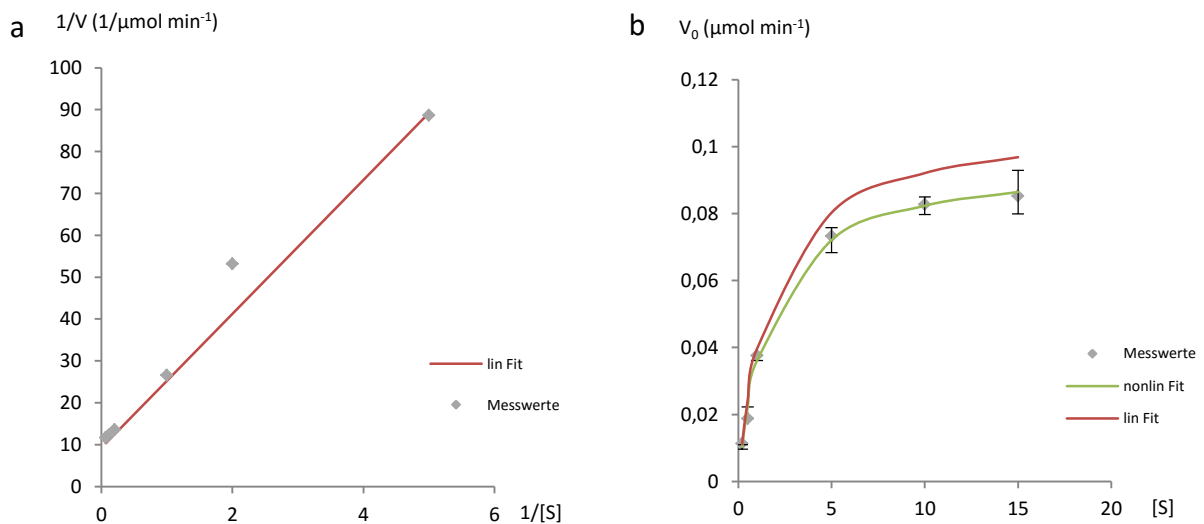 a
1/V (1/µmol min⁻¹)
100
90
80
70
60
50
40
30
20
10
0
0
2
4
6
1/[S]
lin Fit
Messwerte
b
V₀ (µmol min⁻¹)
0,12
0,1
0,08
0,06
0,04
0,02
0
0
5
10
15
20
[S]
Messwerte
nonlin Fit
lin Fit